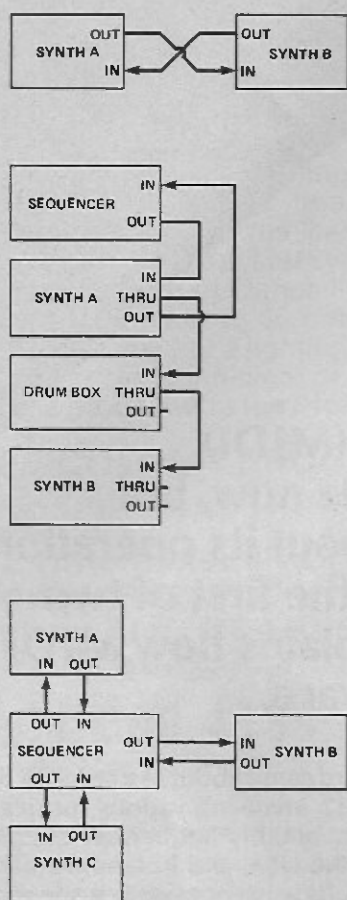 OUT OUT
SYNTH A SYNTH B
IN IN
IN
SEQUENCER
OUT
IN
SYNTH A THRU
OUT
IN
DRUM BOX THRU
OUT
IN
SYNTH B THRU
OUT
SYNTH A
IN OUT
OUT IN
SEQUENCER
OUT IN
IN OUT
SYNTH B
OUT IN
IN OUT
SYNTH C